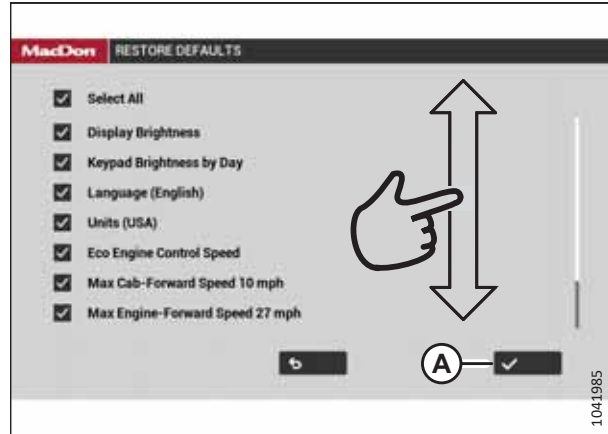 MacDon RESTORE DEFAULTS
Select All
Display Brightness
Keypad Brightness by Day
Language (English)
Units (USA)
Eco Engine Control Speed
Max Cab-Forward Speed 10 mph
Max Engine-Forward Speed 27 mph
A
1041985